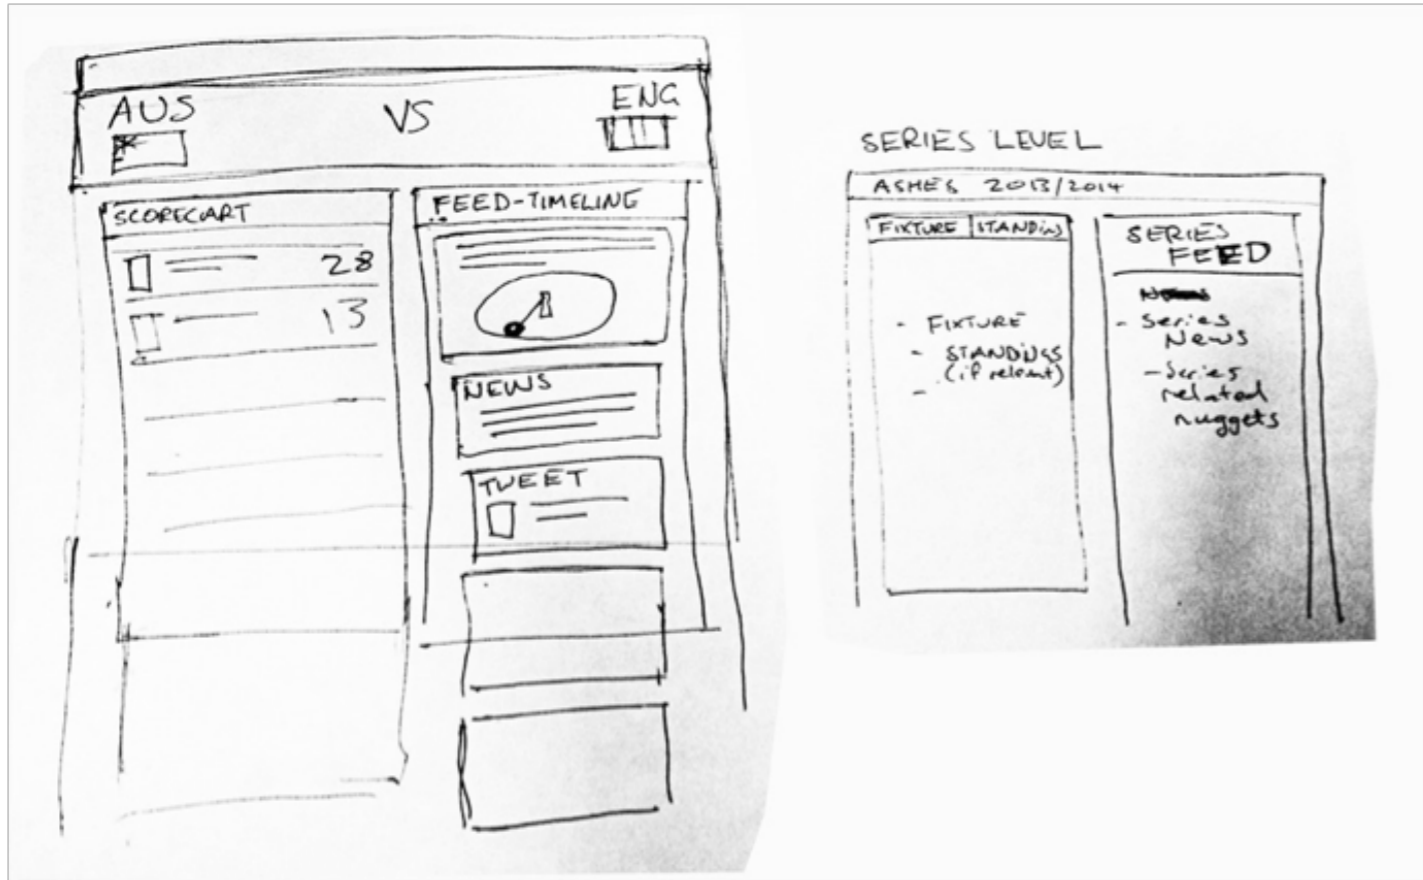 AUS
VS
ENG
SCORECART
28
13
FEED-TIMELINE
NEWS
TWEET
SERIES LEVEL
ASHES 2013/2014
FIXTURE STANDING
- FIXTURE
- STANDINGS
(if relevant)
-
SERIES
FEED
- Series
News
- Series
related
nuggets